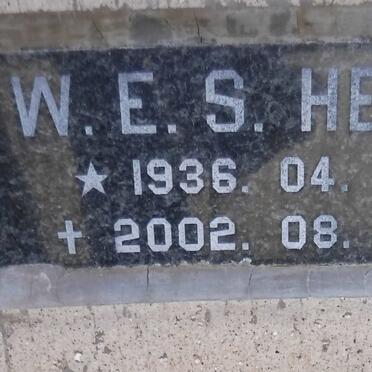 W. E. S. HE
★ 1936. 04.
✝ 2002. 08.